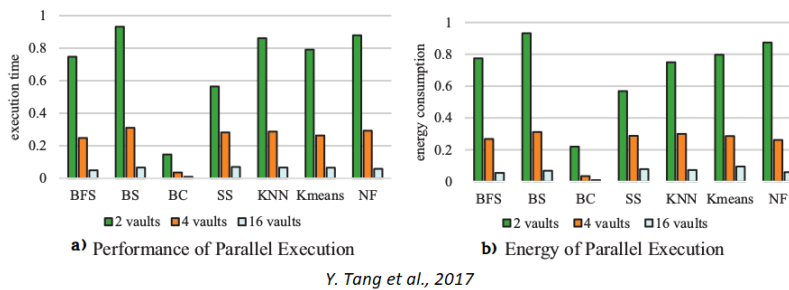 execution time
1
0.8
0.6
0.4
0.2
0
BFS BS BC SS KNN Kmeans NF
2 vaults 4 vaults 16 vaults
a) Performance of Parallel Execution
energy consumption
1
0.8
0.6
0.4
0.2
0
BFS BS BC SS KNN Kmeans NF
2 vaults 4 vaults 16 vaults
b) Energy of Parallel Execution
Y. Tang et al., 2017